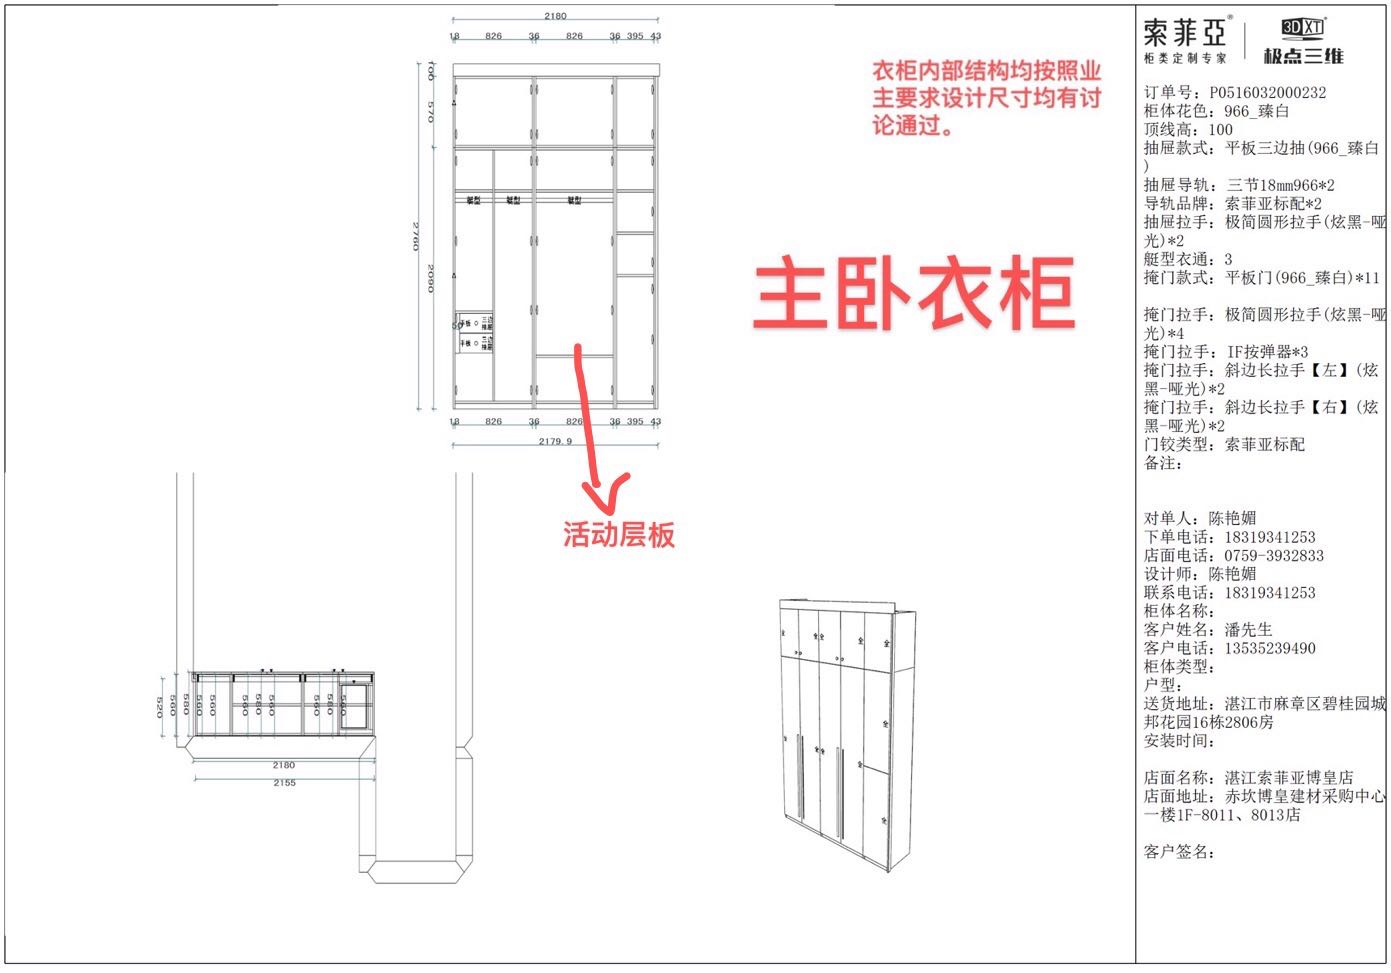 2180
18 826 36 826 36 395 43
100
570
2760
2090
艇型 艇型 艇型
50
平板 三边
抽屉
平板 三边
抽屉
18 826 36 826 36 395 43
2179.9
衣柜内部结构均按照业
主要求设计尺寸均有讨
论通过。
主卧衣柜
活动层板
520 560 580 560 560 560 580 560 560 580 560
2180
2155
索菲亞®
柜类定制专家
3D XT
极点三维
订单号: P0516032000232
柜体花色: 966_臻白
顶线高: 100
抽屉款式: 平板三边抽(966_臻白
)
抽屉导轨: 三节18mm966*2
导轨品牌: 索菲亚标配*2
抽屉拉手: 极简圆形拉手(炫黑-哑
光)*2
艇型衣通: 3
掩门款式: 平板门(966_臻白)*11
掩门拉手: 极简圆形拉手(炫黑-哑
光)*4
掩门拉手: IF按弹器*3
掩门拉手: 斜边长拉手【左】(炫
黑-哑光)*2
掩门拉手: 斜边长拉手【右】(炫
黑-哑光)*2
门铰类型: 索菲亚标配
备注:
对单人: 陈艳媚
下单电话: 18319341253
店面电话: 0759-3932833
设计师: 陈艳媚
联系电话: 18319341253
柜体名称:
客户姓名: 潘先生
客户电话: 13535239490
柜体类型:
户型:
送货地址: 湛江市麻章区碧桂园城
邦花园16栋2806房
安装时间:
店面名称: 湛江索菲亚博皇店
店面地址: 赤坎博皇建材采购中心
一楼1F-8011、8013店
客户签名: